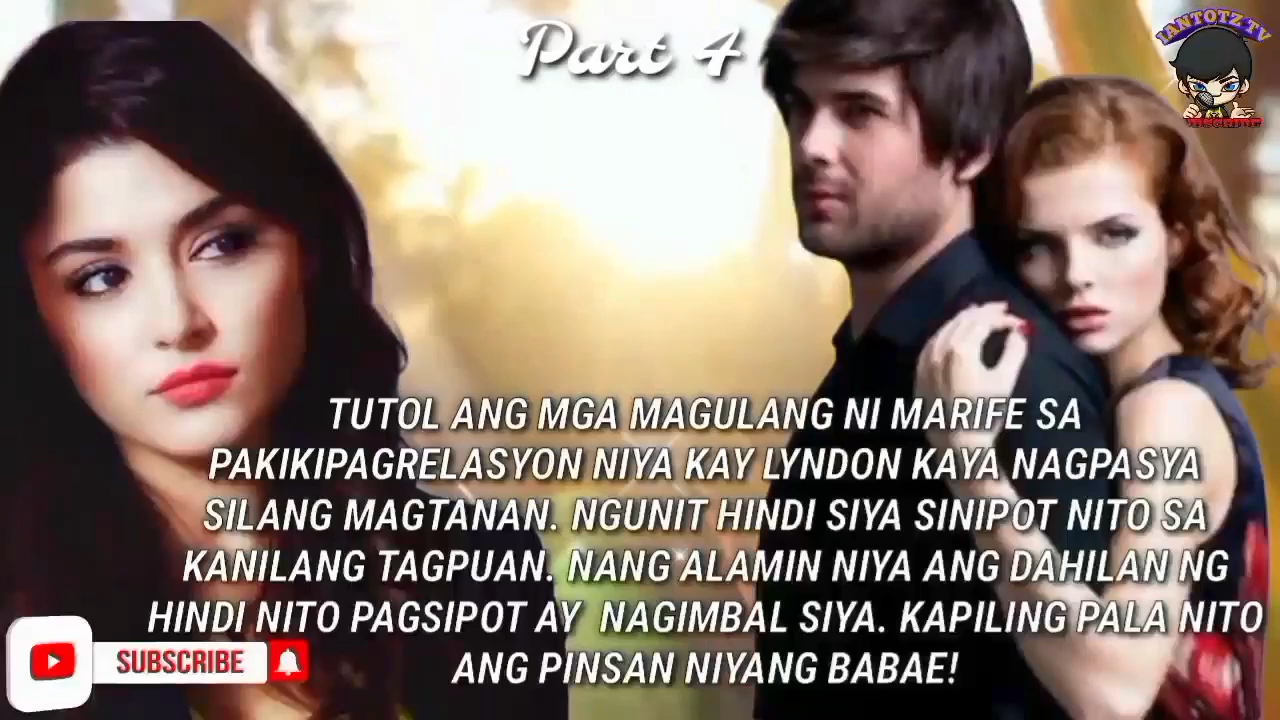 Part 4
IANTOTZ TV
TUTOL ANG MGA MAGULANG NI MARIFE SA
PAKIKIPAGRELASYON NIYA KAY LYNDON KAYA NAGPASYA
SILANG MAGTANAN. NGUNIT HINDI SIYA SINIPOT NITO SA
KANILANG TAGPUAN. NANG ALAMIN NIYA ANG DAHILAN NG
HINDI NITO PAGSIPOT AY NAGIMBAL SIYA. KAPILING PALA NITO
ANG PINSAN NIYANG BABAE!
SUBSCRIBE